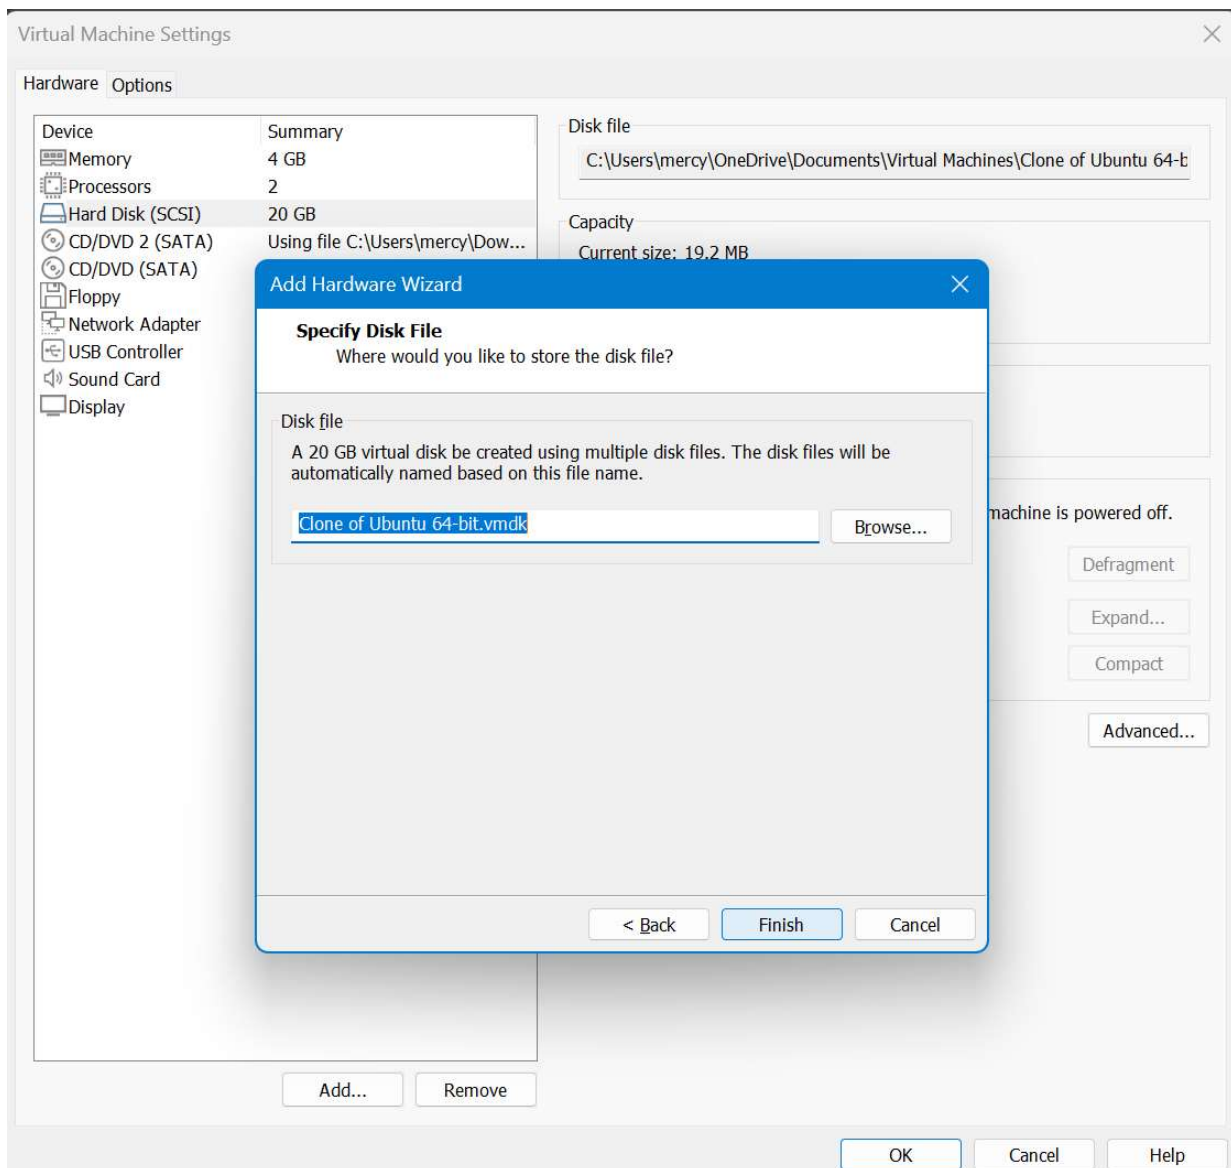 Virtual Machine Settings
Hardware Options
Device Summary
Memory 4 GB
Processors 2
Hard Disk (SCSI) 20 GB
CD/DVD 2 (SATA) Using file C:\Users\mercy\Dow...
CD/DVD (SATA)
Floppy
Network Adapter
USB Controller
Sound Card
Display
Add... Remove
Disk file
C:\Users\mercy\OneDrive\Documents\Virtual Machines\Clone of Ubuntu 64-b
Capacity
Current size: 19.2 MB
machine is powered off.
Defragment
Expand...
Compact
Advanced...
Add Hardware Wizard
Specify Disk File
Where would you like to store the disk file?
Disk file
A 20 GB virtual disk be created using multiple disk files. The disk files will be
automatically named based on this file name.
Clone of Ubuntu 64-bit.vmdk Browse...
< Back Finish Cancel
OK Cancel Help